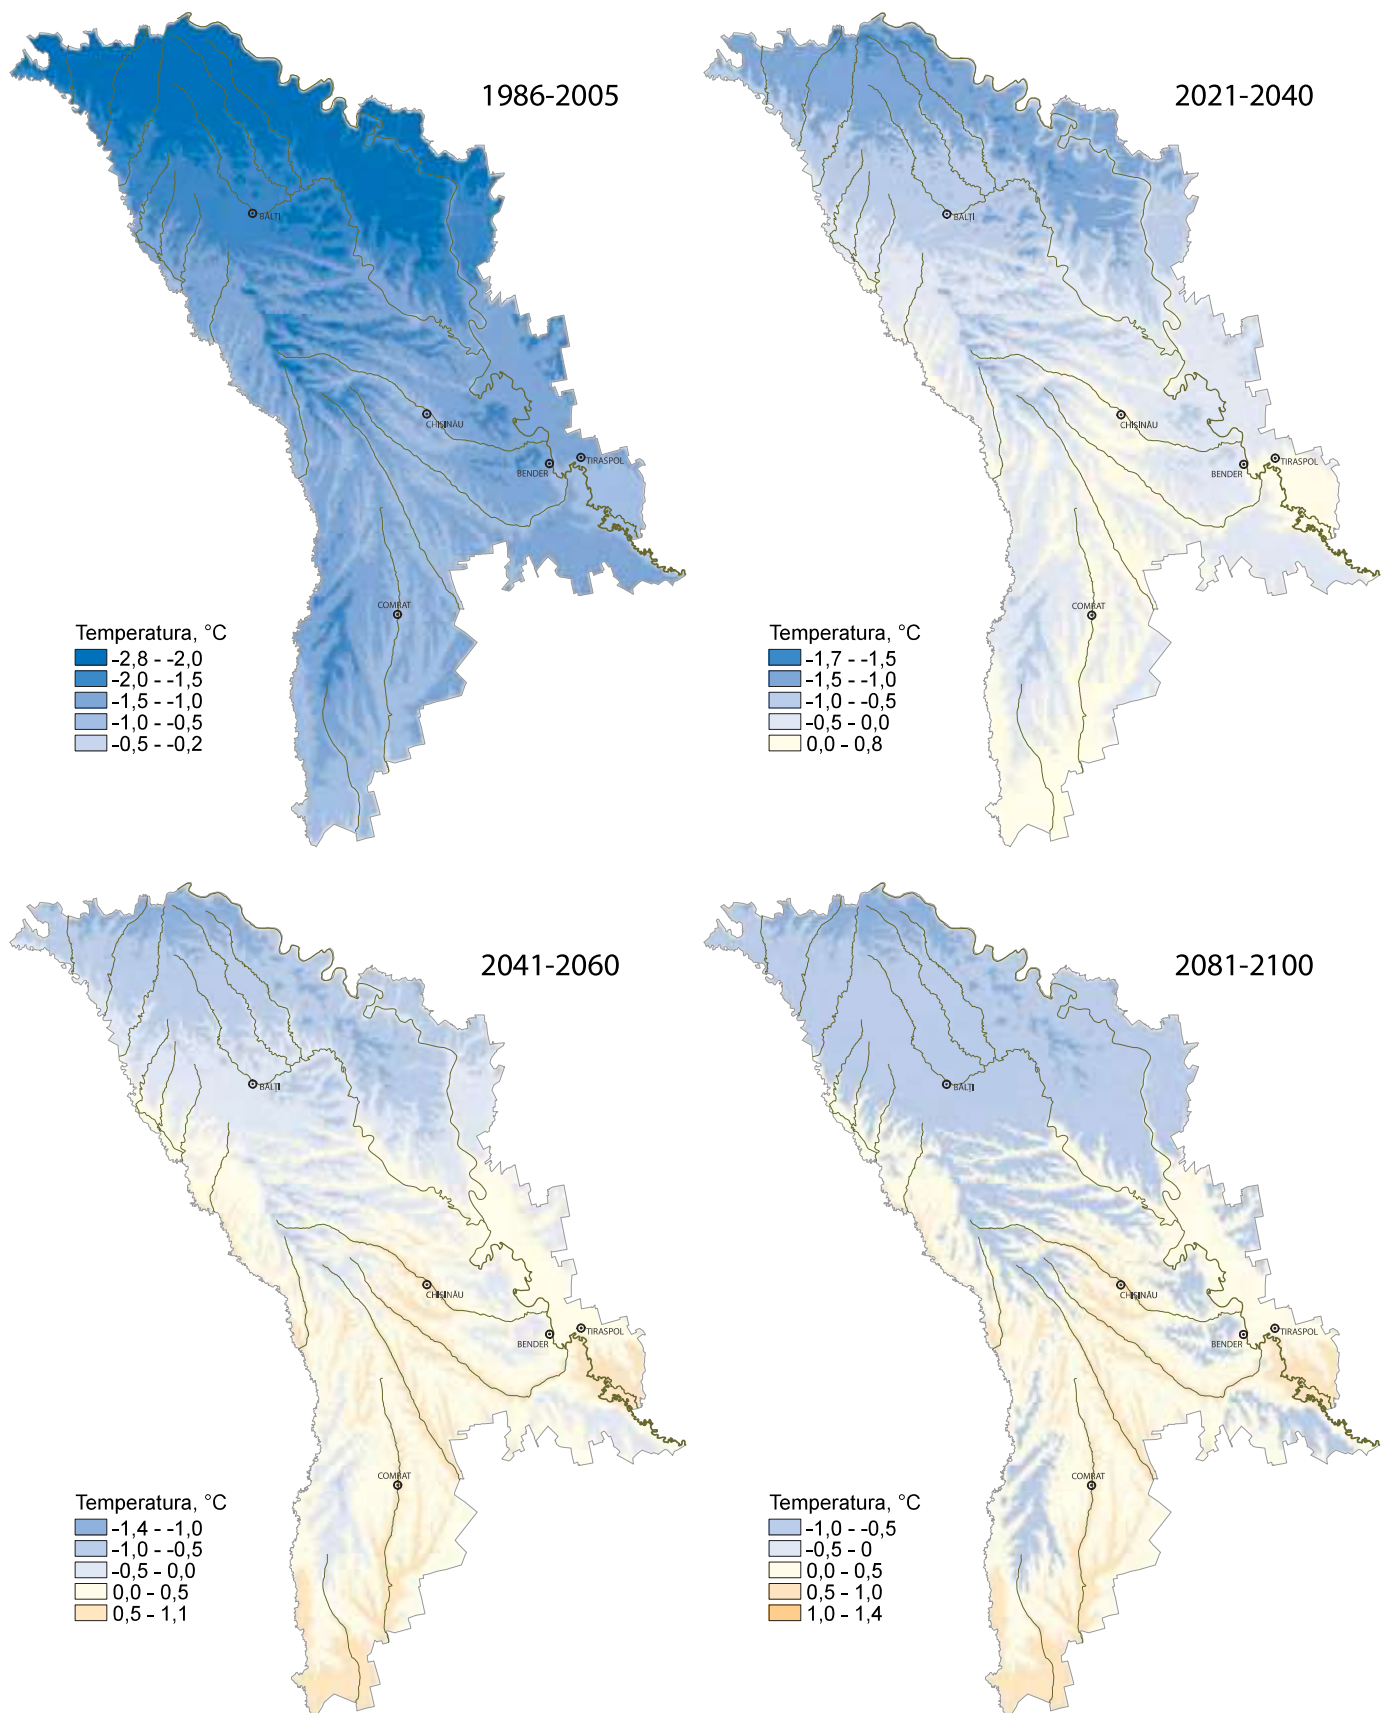 1986-2005
BĂLȚI
CHIȘINĂU
BENDER
TIRASPOL
COMRAT
Temperatura, °C
-2,8 - -2,0
-2,0 - -1,5
-1,5 - -1,0
-1,0 - -0,5
-0,5 - -0,2
2021-2040
BĂLȚI
CHIȘINĂU
BENDER
TIRASPOL
COMRAT
Temperatura, °C
-1,7 - -1,5
-1,5 - -1,0
-1,0 - -0,5
-0,5 - 0,0
0,0 - 0,8
2041-2060
BĂLȚI
CHIȘINĂU
BENDER
TIRASPOL
COMRAT
Temperatura, °C
-1,4 - -1,0
-1,0 - -0,5
-0,5 - 0,0
0,0 - 0,5
0,5 - 1,1
2081-2100
BĂLȚI
CHIȘINĂU
BENDER
TIRASPOL
COMRAT
Temperatura, °C
-1,0 - -0,5
-0,5 - 0
0,0 - 0,5
0,5 - 1,0
1,0 - 1,4